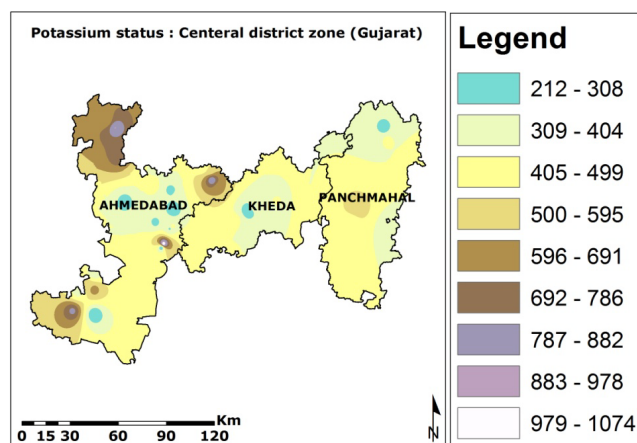 Potassium status : Centeral district zone (Gujarat)
AHMEDABAD
KHEDA
PANCHMAHAL
Km
0 15 30 60 90 120
N
Legend
212 - 308
309 - 404
405 - 499
500 - 595
596 - 691
692 - 786
787 - 882
883 - 978
979 - 1074